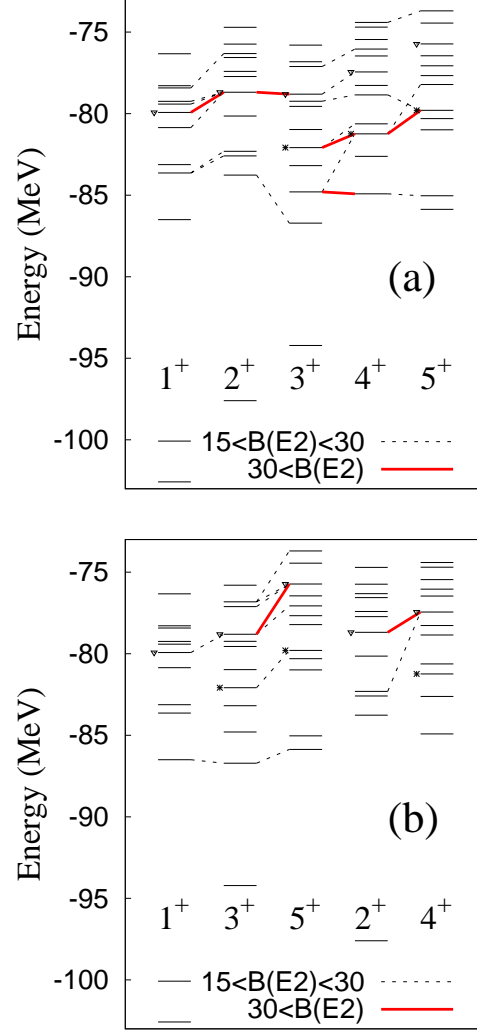 -75
-80
-85
-90
-95
-100
Energy (MeV)
(a)
1+ 2+ 3+ 4+ 5+
15<B(E2)<30
30<B(E2)
-75
-80
-85
-90
-95
-100
Energy (MeV)
(b)
1+ 3+ 5+ 2+ 4+
15<B(E2)<30
30<B(E2)